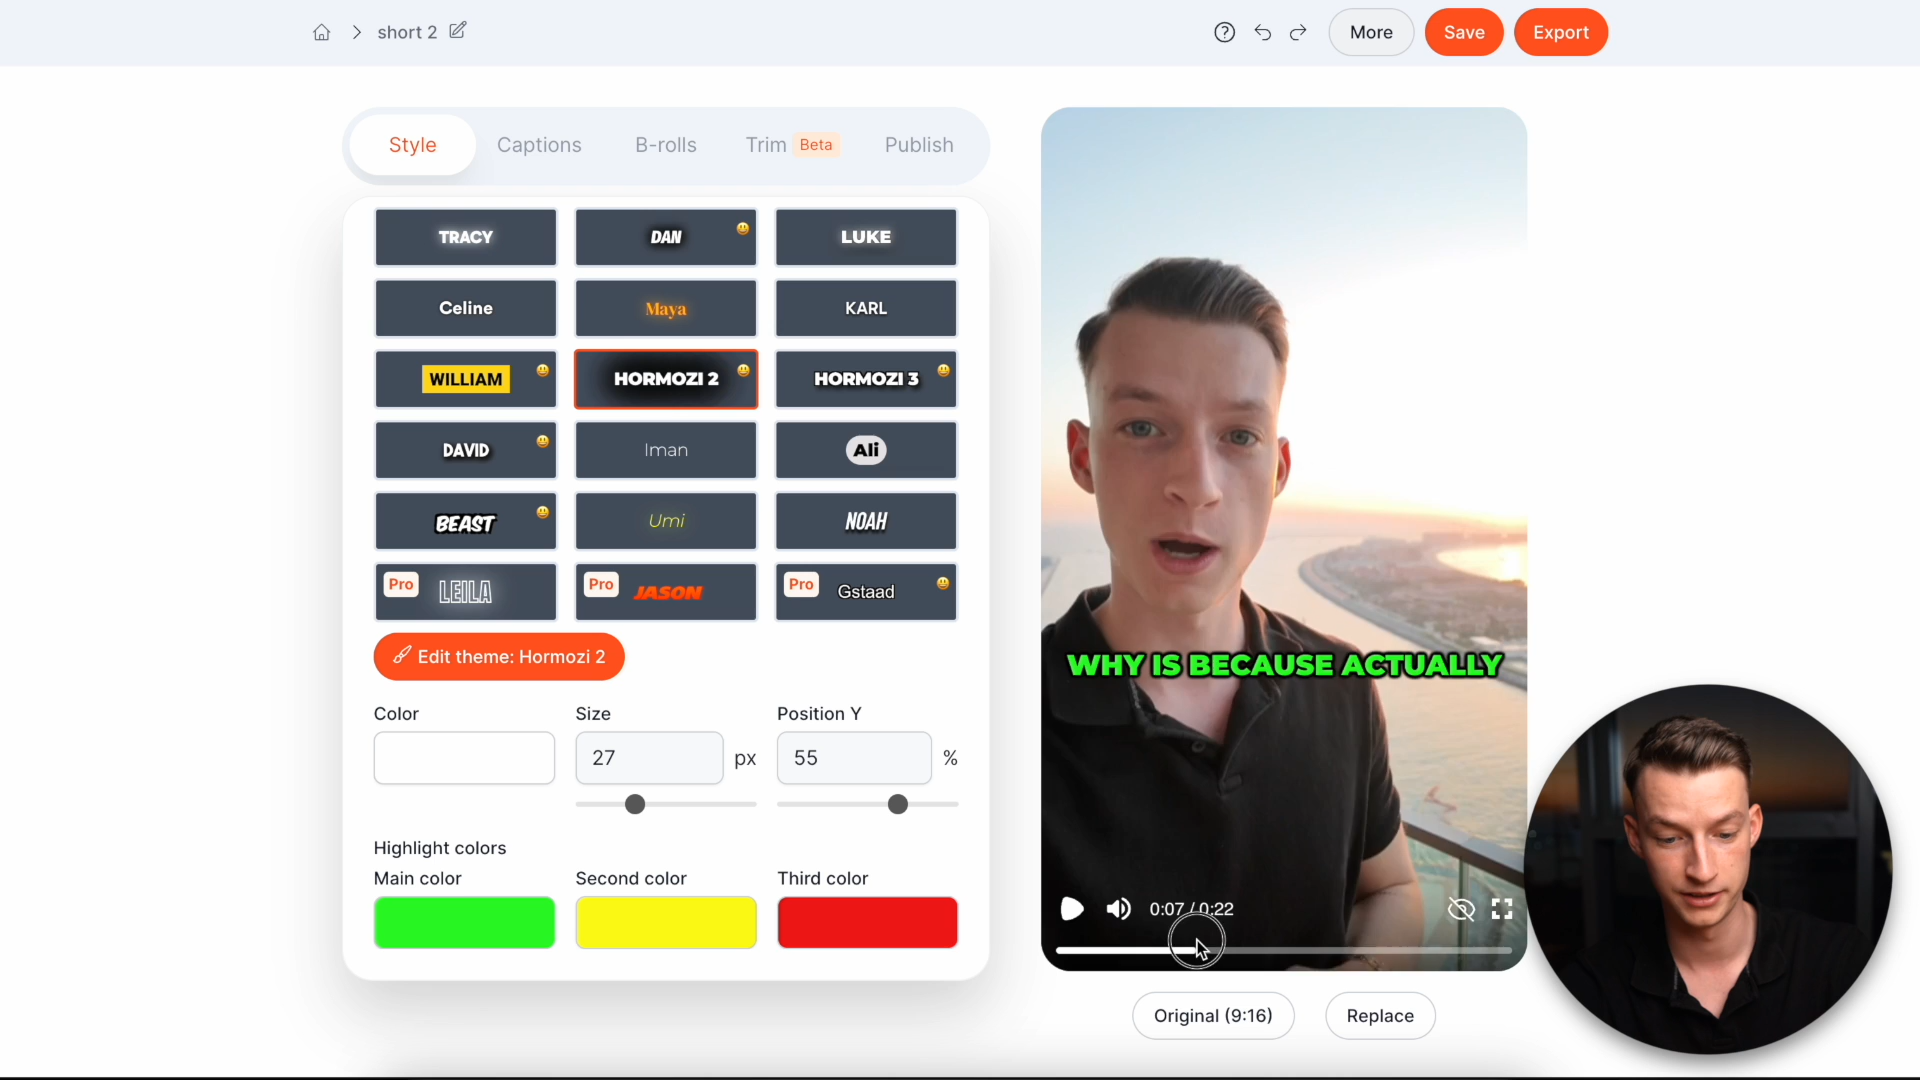 short 2
More
Save
Export
Style
Captions
B-rolls
Trim Beta
Publish
TRACY
DAN
LUKE
Celine
Maya
KARL
WILLIAM
HORMOZI 2
HORMOZI 3
DAVID
Iman
Ali
BEAST
Umi
NOAH
Pro LEILA
Pro JASON
Pro Gstaad
Edit theme: Hormozi 2
Color
Size
Position Y
27 px
55 %
Highlight colors
Main color
Second color
Third color
WHY IS BECAUSE ACTUALLY
0:07 / 0:22
Original (9:16)
Replace